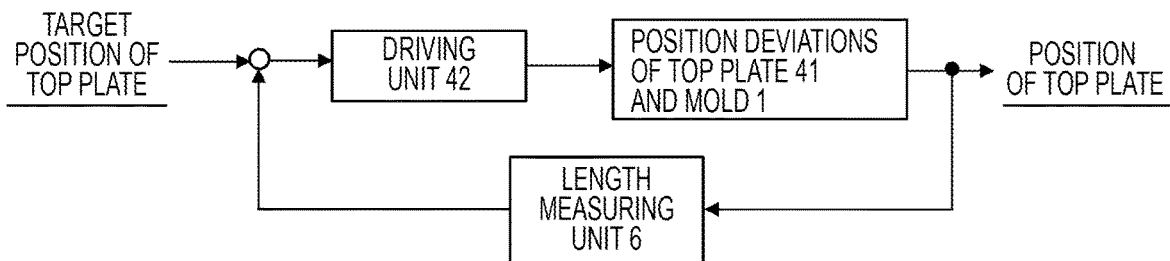 TARGET
POSITION OF
TOP PLATE
DRIVING
UNIT 42
POSITION DEVIATIONS
OF TOP PLATE 41
AND MOLD 1
POSITION
OF TOP PLATE
LENGTH
MEASURING
UNIT 6